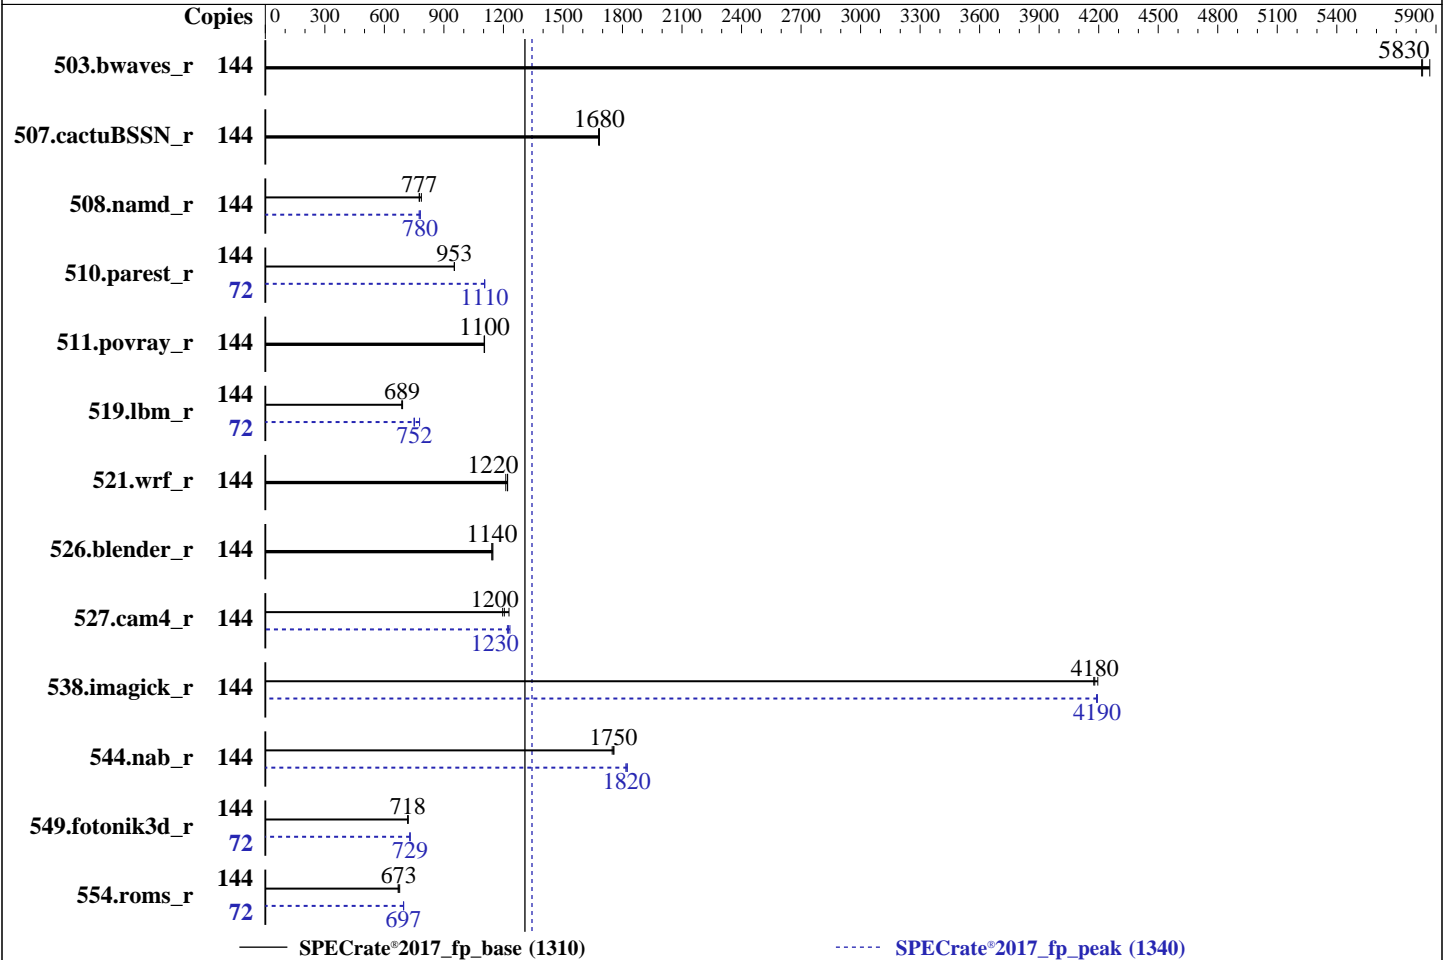 Copies 0 300 600 900 1200 1500 1800 2100 2400 2700 3000 3300 3600 3900 4200 4500 4800 5100 5400 5900
503.bwaves_r 144 5830
507.cactuBSSN_r 144 1680
508.namd_r 144 777
780
510.parest_r 144 953
72 1110
511.povray_r 144 1100
519.lbm_r 144 689
72 752
521.wrf_r 144 1220
526.blender_r 144 1140
527.cam4_r 144 1200
1230
538.imagick_r 144 4180
4190
544.nab_r 144 1750
1820
549.fotonik3d_r 144 718
72 729
554.roms_r 144 673
72 697
SPECrate®2017_fp_base (1310) SPECrate®2017_fp_peak (1340)